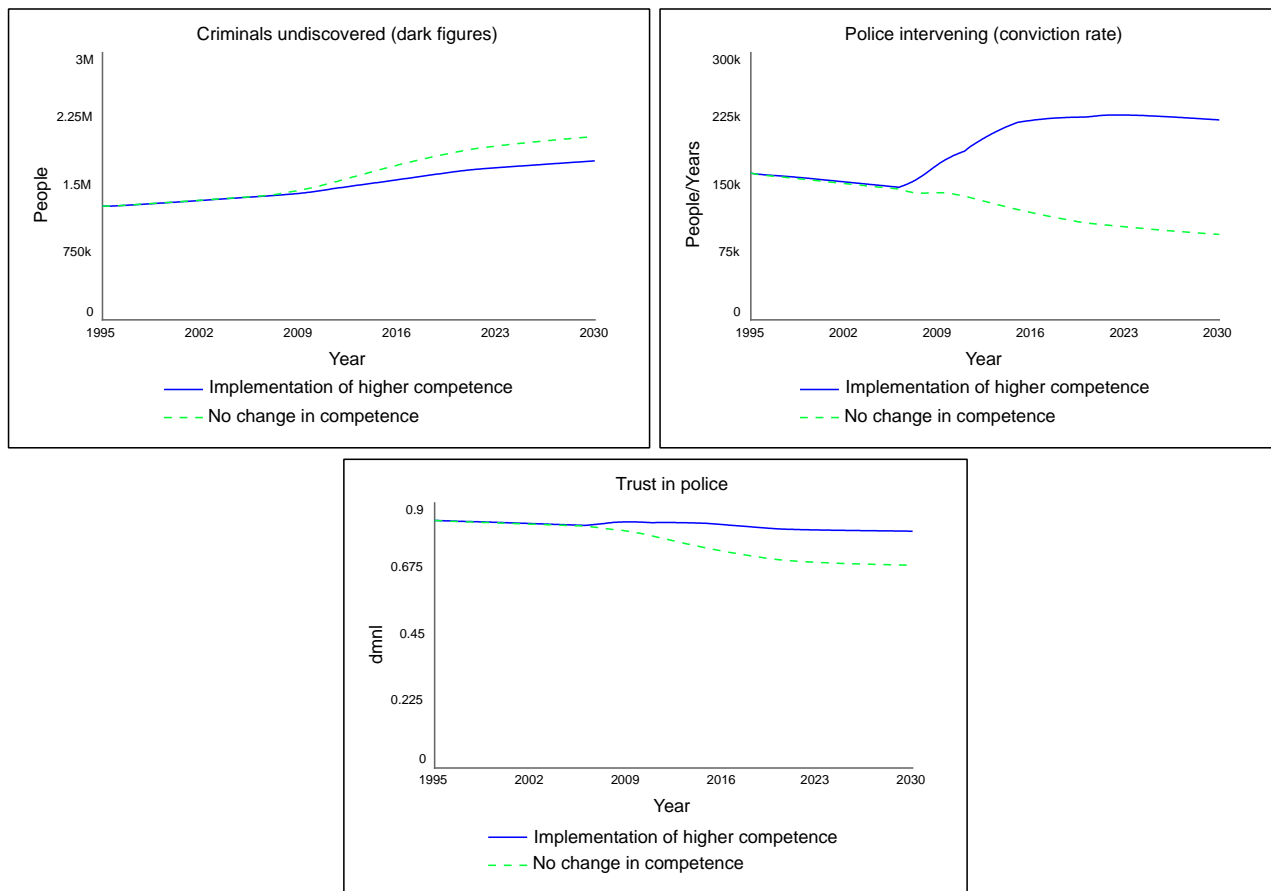 Criminals undiscovered (dark figures)
3M
2.25M
1.5M
750k
0
People
1995 2002 2009 2016 2023 2030
Year
Implementation of higher competence
No change in competence
Police intervening (conviction rate)
300k
225k
150k
75k
0
People/Years
1995 2002 2009 2016 2023 2030
Year
Implementation of higher competence
No change in competence
Trust in police
0.9
0.675
0.45
0.225
0
dmnl
1995 2002 2009 2016 2023 2030
Year
Implementation of higher competence
No change in competence